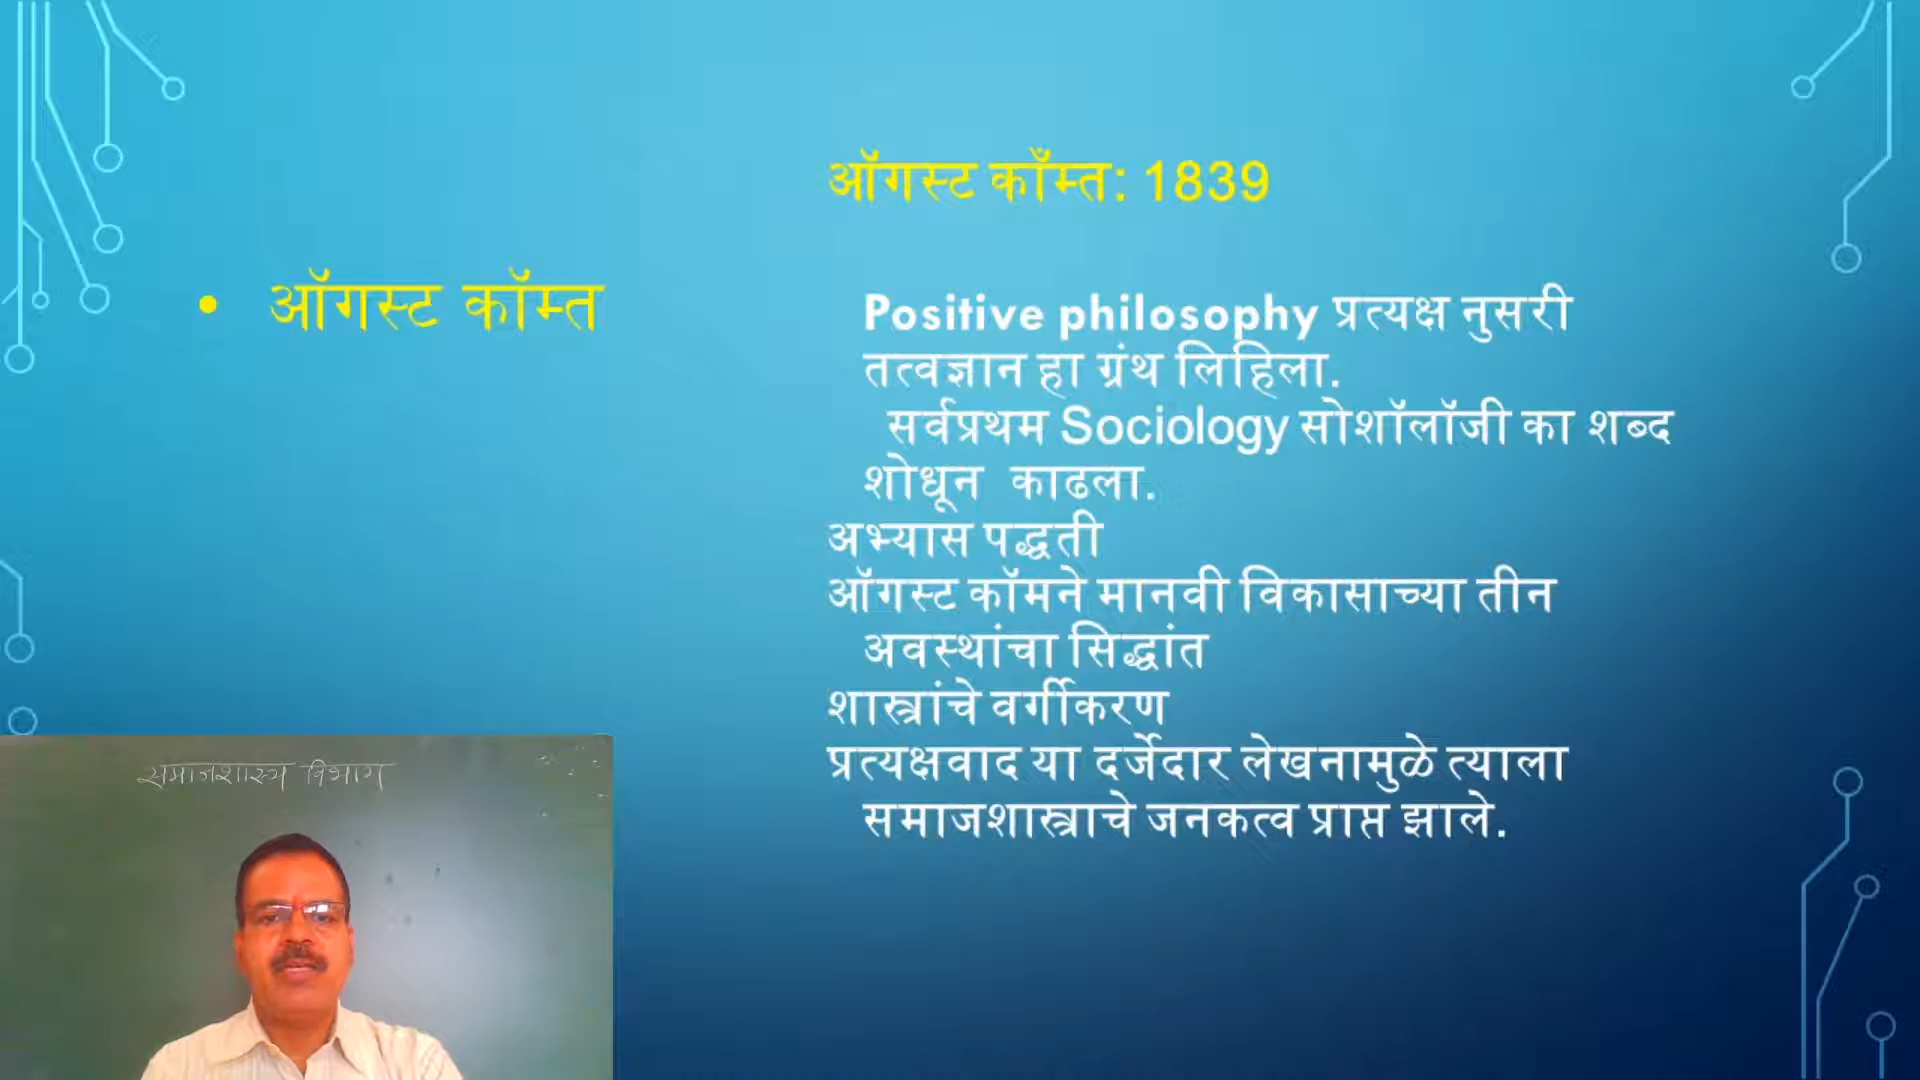 ऑगस्ट कॉम्त
ऑगस्ट कॉंम्त: 1839
Positive philosophy प्रत्यक्ष नुसरी
तत्वज्ञान हा ग्रंथ लिहिला.
सर्वप्रथम Sociology सोशॉलॉजी का शब्द
शोधून काढला.
अभ्यास पद्धती
ऑगस्ट कॉमने मानवी विकासाच्या तीन
अवस्थांचा सिद्धांत
शास्त्रांचे वर्गीकरण
प्रत्यक्षवाद या दर्जेदार लेखनामुळे त्याला
समाजशास्त्राचे जनकत्व प्राप्त झाले.
समाजशास्त्र विभाग